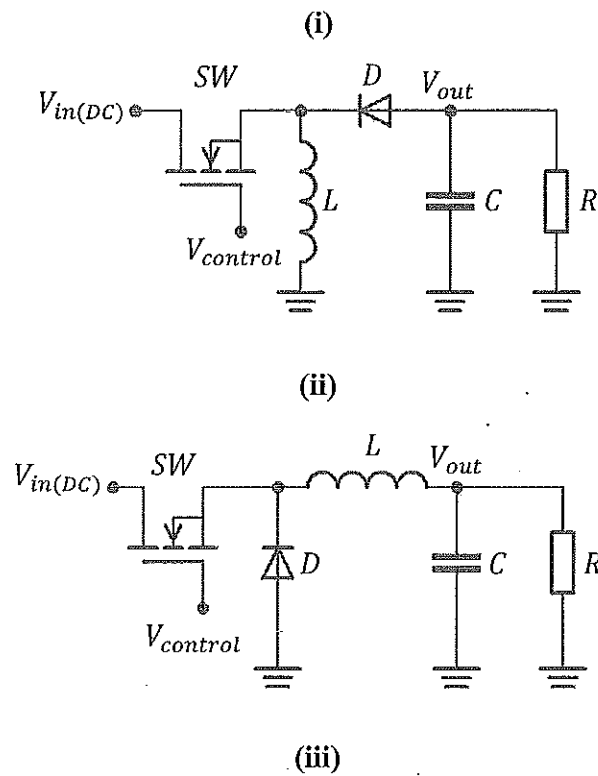 (i)
SW
D
V_out
V_in(DC)
L
C
R
V_control
(ii)
L
V_out
SW
V_in(DC)
D
C
R
V_control
(iii)